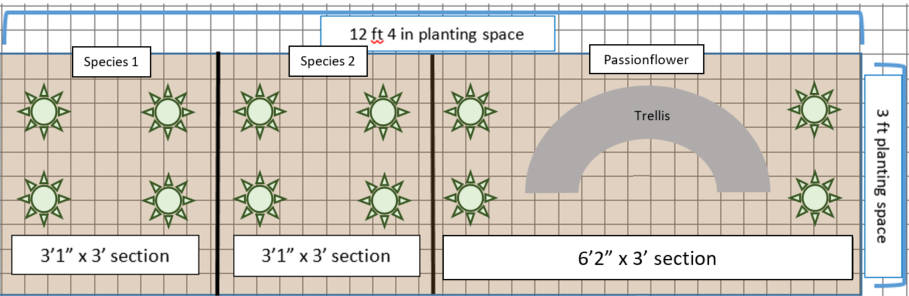 12 ft 4 in planting space
Species 1
Species 2
Passionflower
Trellis
3 ft planting space
3’1” x 3’ section
3’1” x 3’ section
6’2” x 3’ section